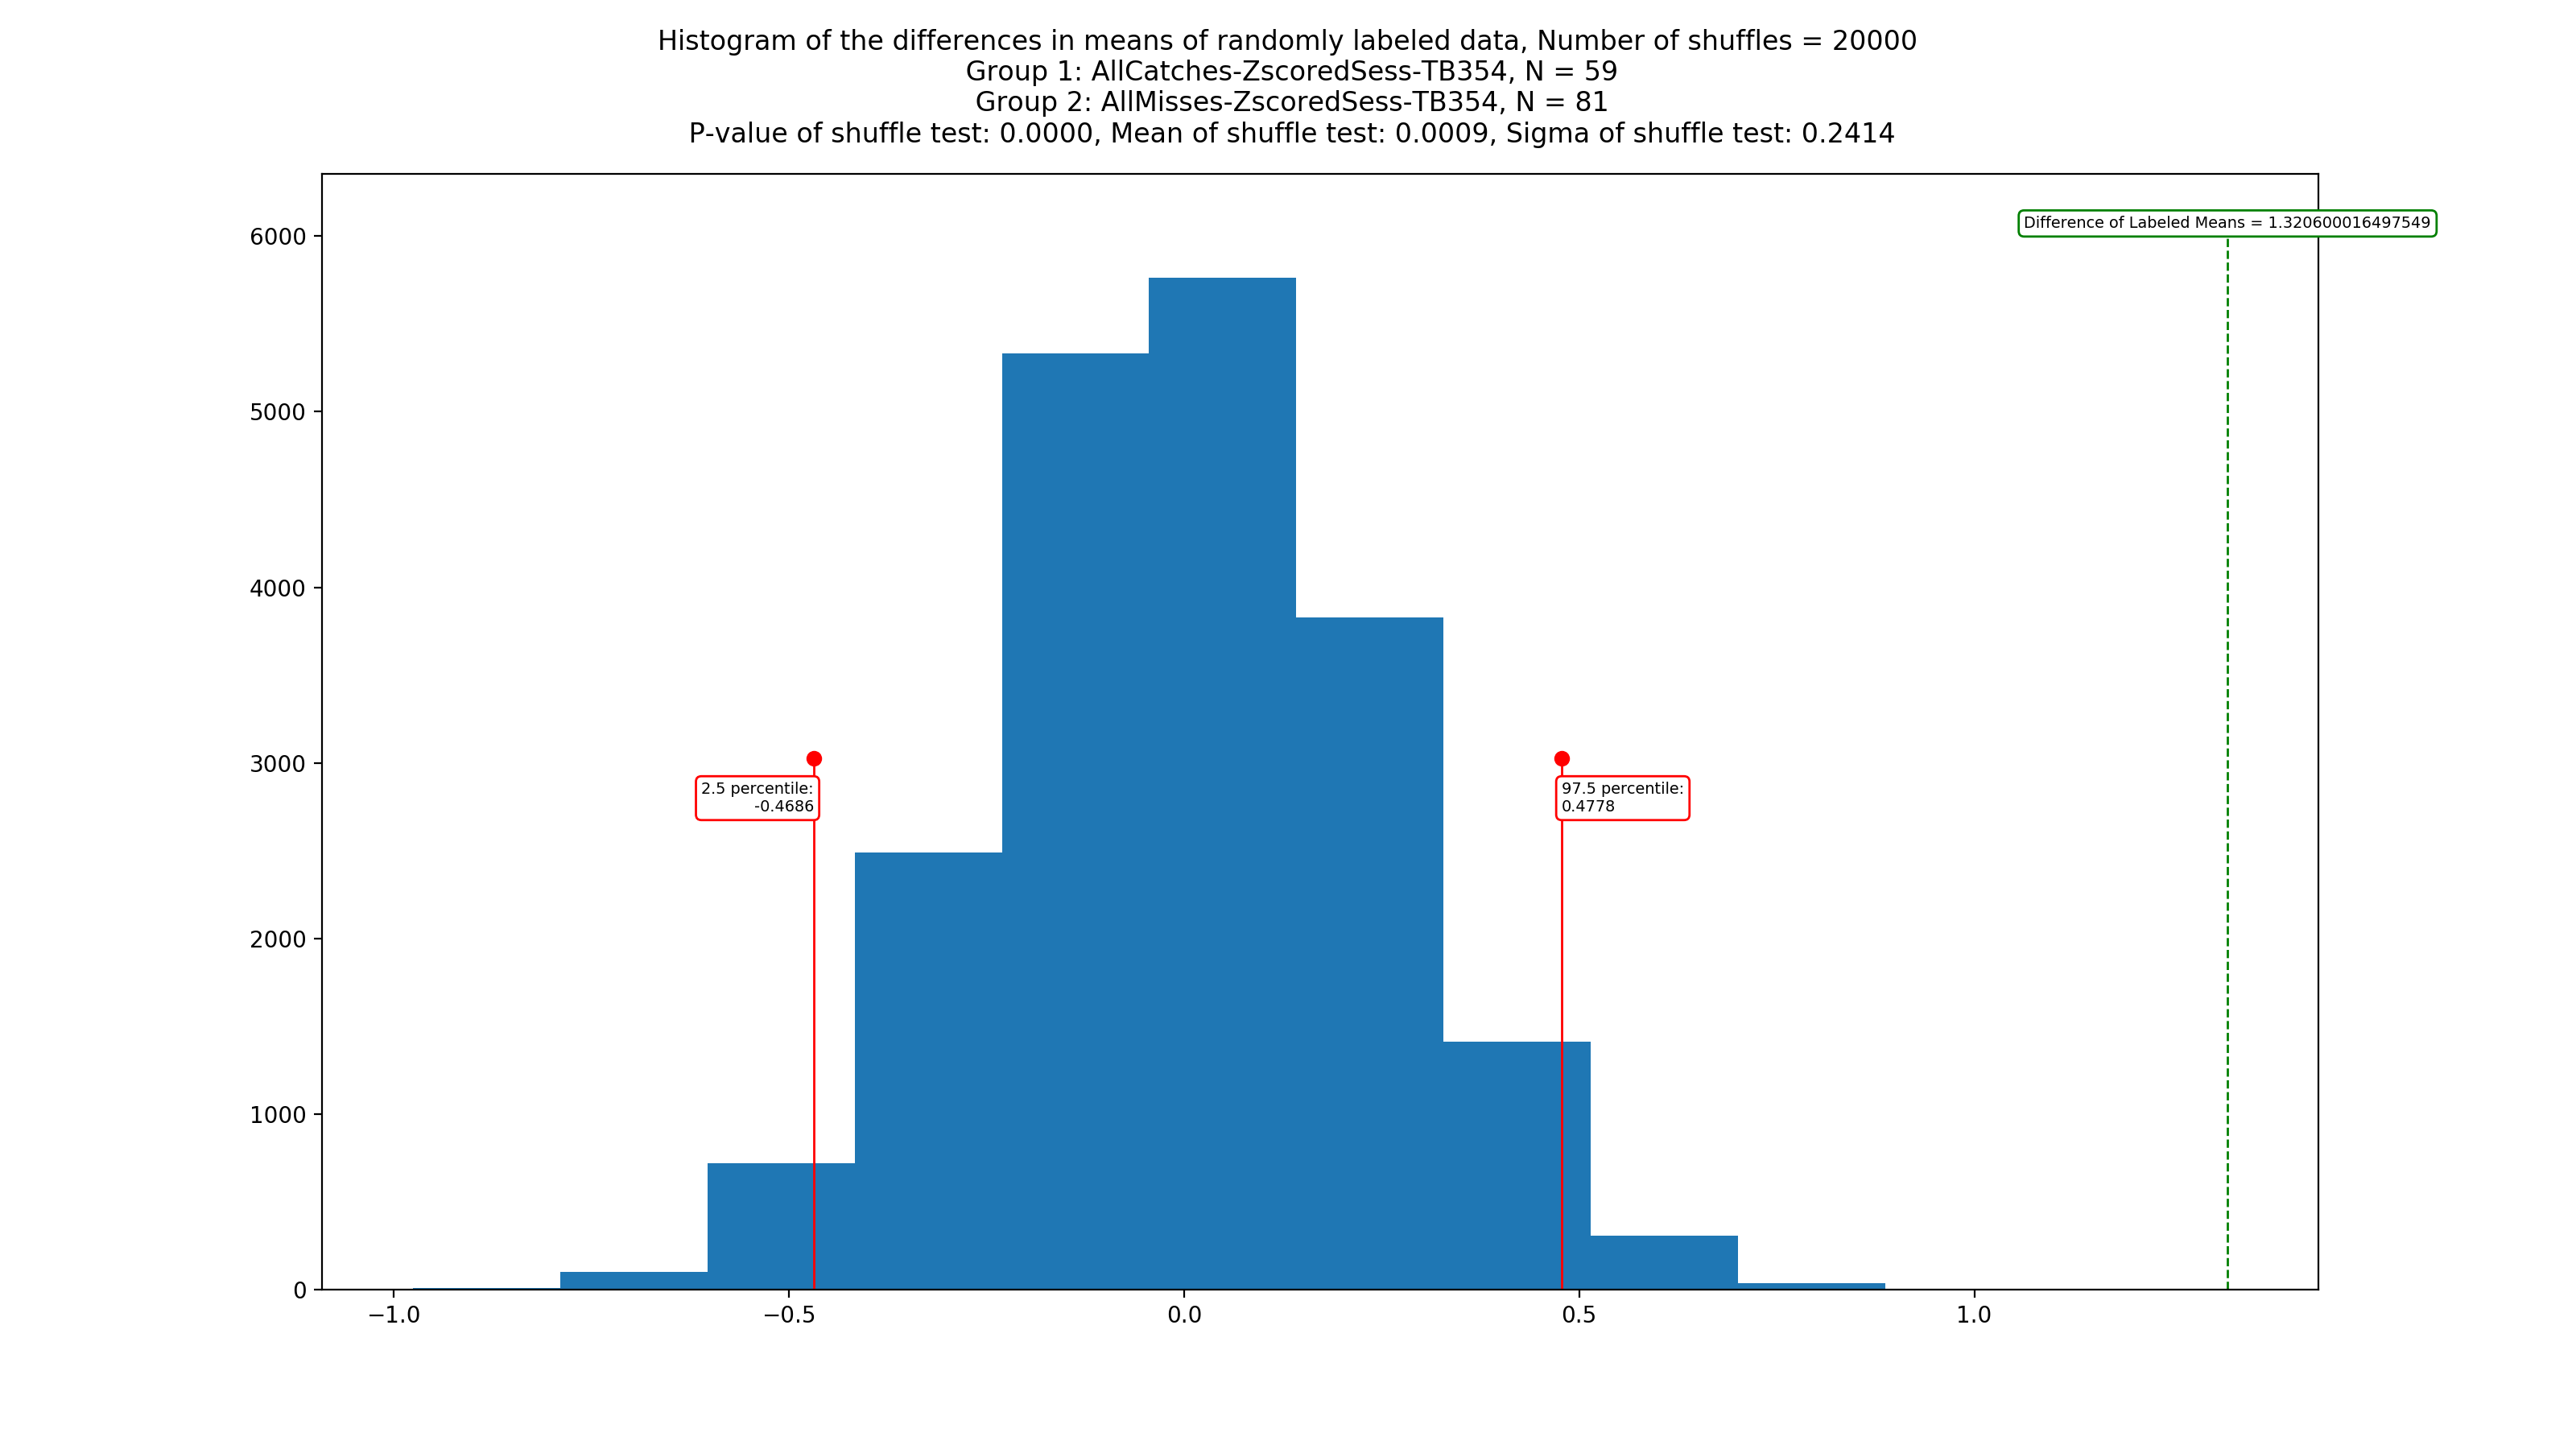 Histogram of the differences in means of randomly labeled data, Number of shuffles = 20000
Group 1: AllCatches-ZscoredSess-TB354, N = 59
Group 2: AllMisses-ZscoredSess-TB354, N = 81
P-value of shuffle test: 0.0000, Mean of shuffle test: 0.0009, Sigma of shuffle test: 0.2414
Difference of Labeled Means = 1.320600016497549
6000
5000
4000
3000
2.5 percentile:
-0.4686
97.5 percentile:
0.4778
2000
1000
0
−1.0
−0.5
0.0
0.5
1.0